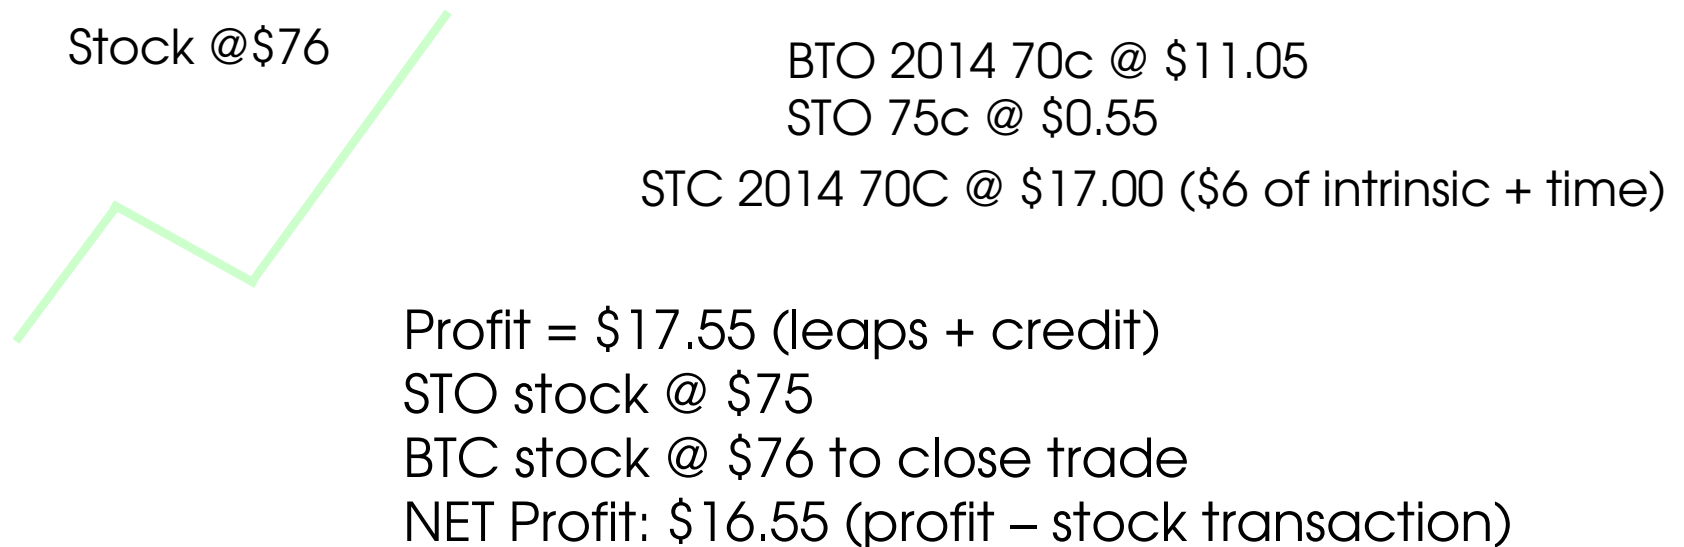 Stock @$76
BTO 2014 70c @ $11.05
STO 75c @ $0.55
STC 2014 70C @ $17.00 ($6 of intrinsic + time)
Profit = $17.55 (leaps + credit)
STO stock @ $75
BTC stock @ $76 to close trade
NET Profit: $16.55 (profit – stock transaction)